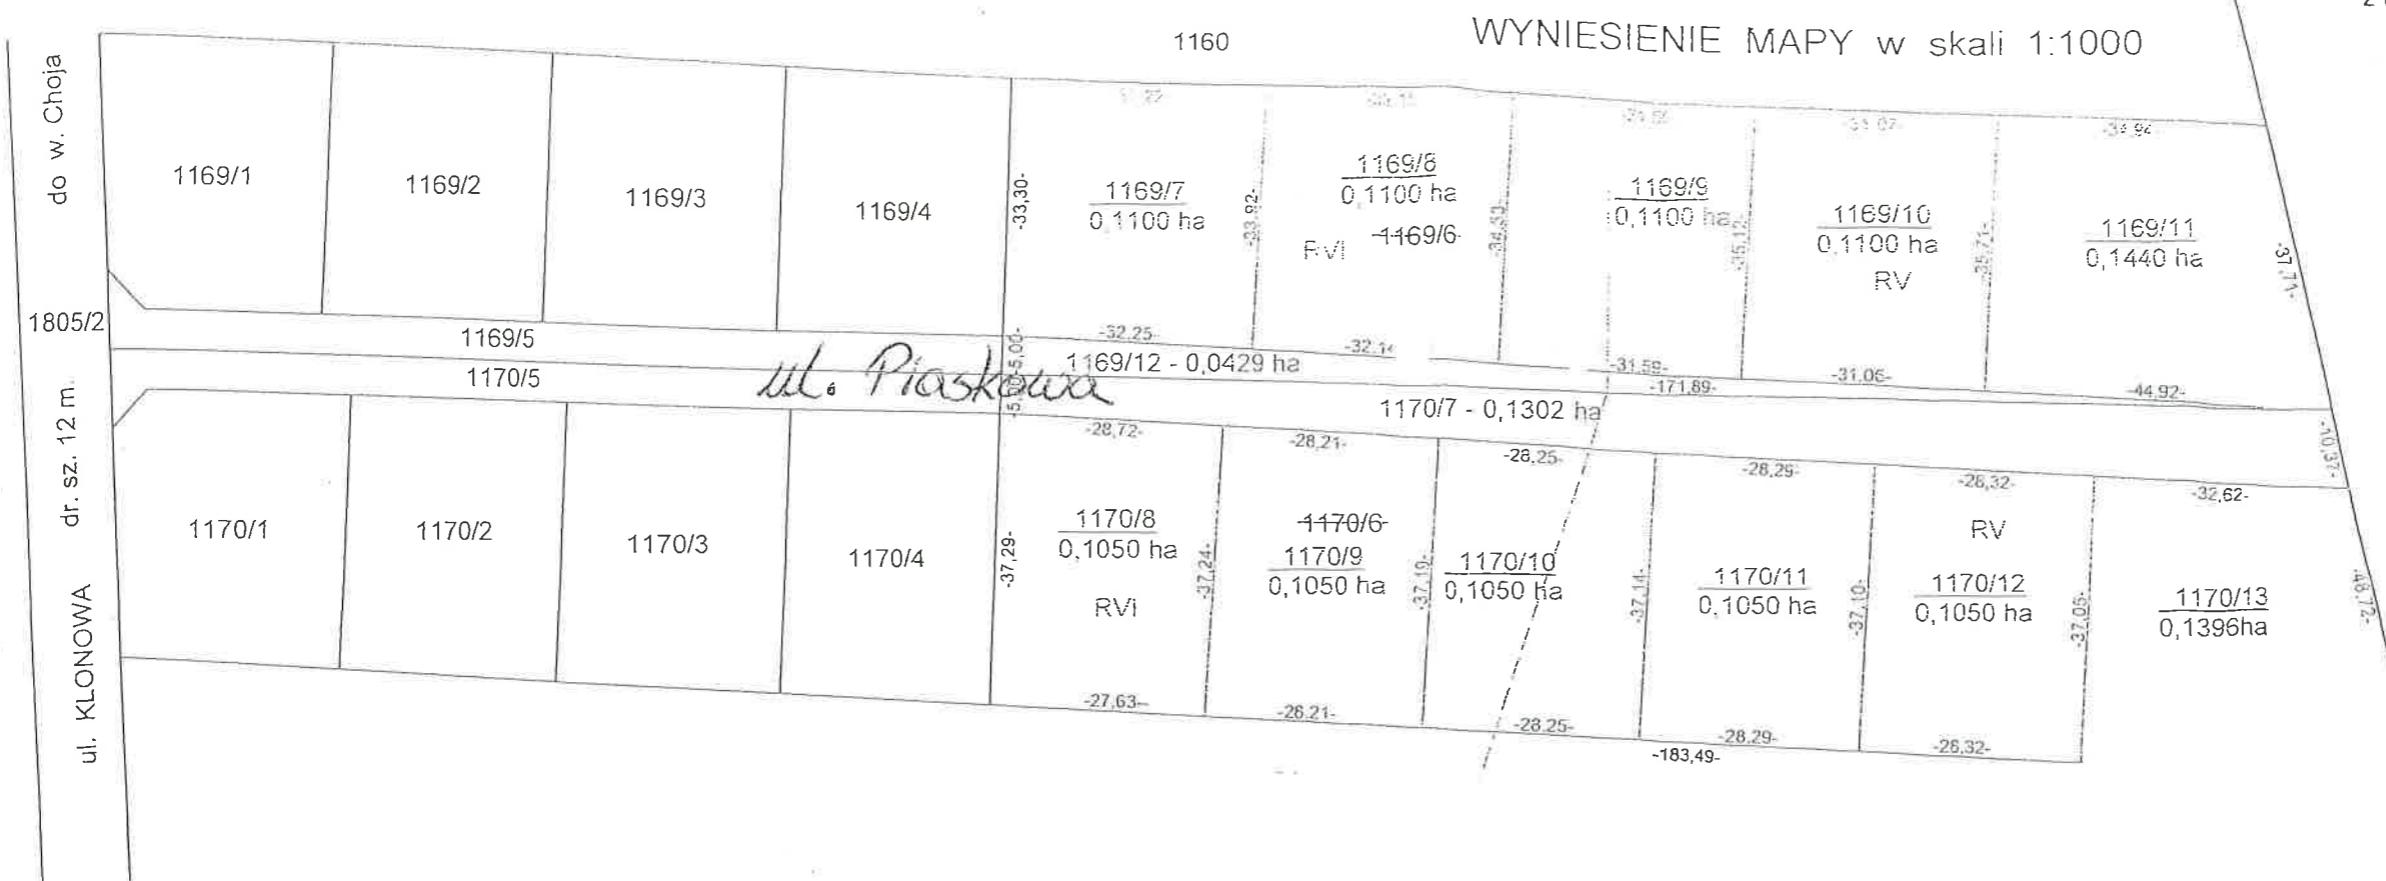 WYNIESIENIE MAPY w skali 1:1000
1160
do w. Choja
1169/1
1169/2
1169/3
1169/4
-33,30-
1169/7
0,1100 ha
-33,82-
1169/8
0,1100 ha
RVI
1169/6
1169/9
0,1100 ha
-35,12-
1169/10
0,1100 ha
RV
-35,71-
-31,94
1169/11
0,1440 ha
-37,71-
1805/2
1169/5
-32,25-
-32,14
-31,59-
-31,06-
-44,92-
1169/12 - 0,0429 ha
-5,00-
1170/5
ul. Piaskowa
-171,89-
1170/7 - 0,1302 ha
-10,37-
dr. sz. 12 m.
-28,72-
-28,21-
-28,25-
-28,29-
-28,32-
-32,62-
1170/1
1170/2
1170/3
1170/4
-37,29-
1170/8
0,1050 ha
RVI
-37,24-
1170/6
1170/9
0,1050 ha
-37,19-
1170/10
0,1050 ha
-37,14-
1170/11
0,1050 ha
-37,10-
RV
1170/12
0,1050 ha
-37,05-
1170/13
0,1396ha
-48,72-
ul. KLONOWA
-27,63-
-28,21-
-28,25-
-28,29-
-28,32-
-183,49-